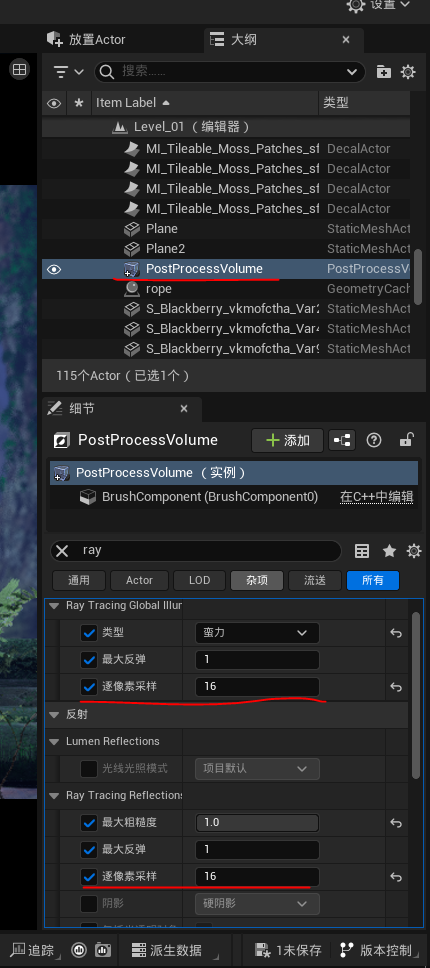 设置
放置Actor
大纲
搜索......
Item Label
类型
Level_01（编辑器）
MI_Tileable_Moss_Patches_sf DecalActor
MI_Tileable_Moss_Patches_sf DecalActor
MI_Tileable_Moss_Patches_sf DecalActor
MI_Tileable_Moss_Patches_sf DecalActor
Plane StaticMeshAct
Plane2 StaticMeshAct
PostProcessVolume PostProcessV
rope GeometryCac
S_Blackberry_vkmofctha_Var2 StaticMeshAct
S_Blackberry_vkmofctha_Var4 StaticMeshAct
S_Blackberry_vkmofctha_Var9 StaticMeshAct
115个Actor（已选1个）
细节
PostProcessVolume
添加
PostProcessVolume （实例）
BrushComponent (BrushComponent0) 在C++中编辑
ray
通用 Actor LOD 杂项 流送 所有
Ray Tracing Global Illur
类型 蛮力
最大反弹 1
逐像素采样 16
反射
Lumen Reflections
光线光照模式 项目默认
Ray Tracing Reflections
最大粗糙度 1.0
最大反弹 1
逐像素采样 16
阴影 硬阴影
追踪 派生数据 1未保存 版本控制